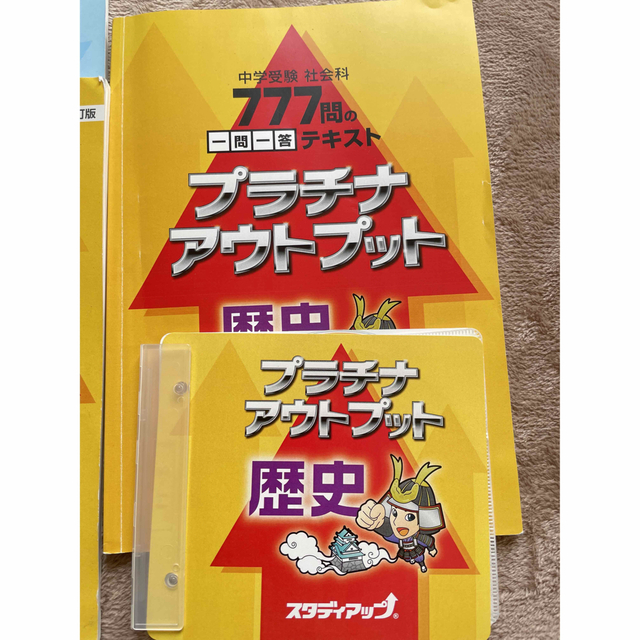 中学受験 社会科
777問の
一問一答 テキスト
プラチナ
アウトプット
歴史
訂版
プラチナ
アウトプット
歴史
スタディアップ®